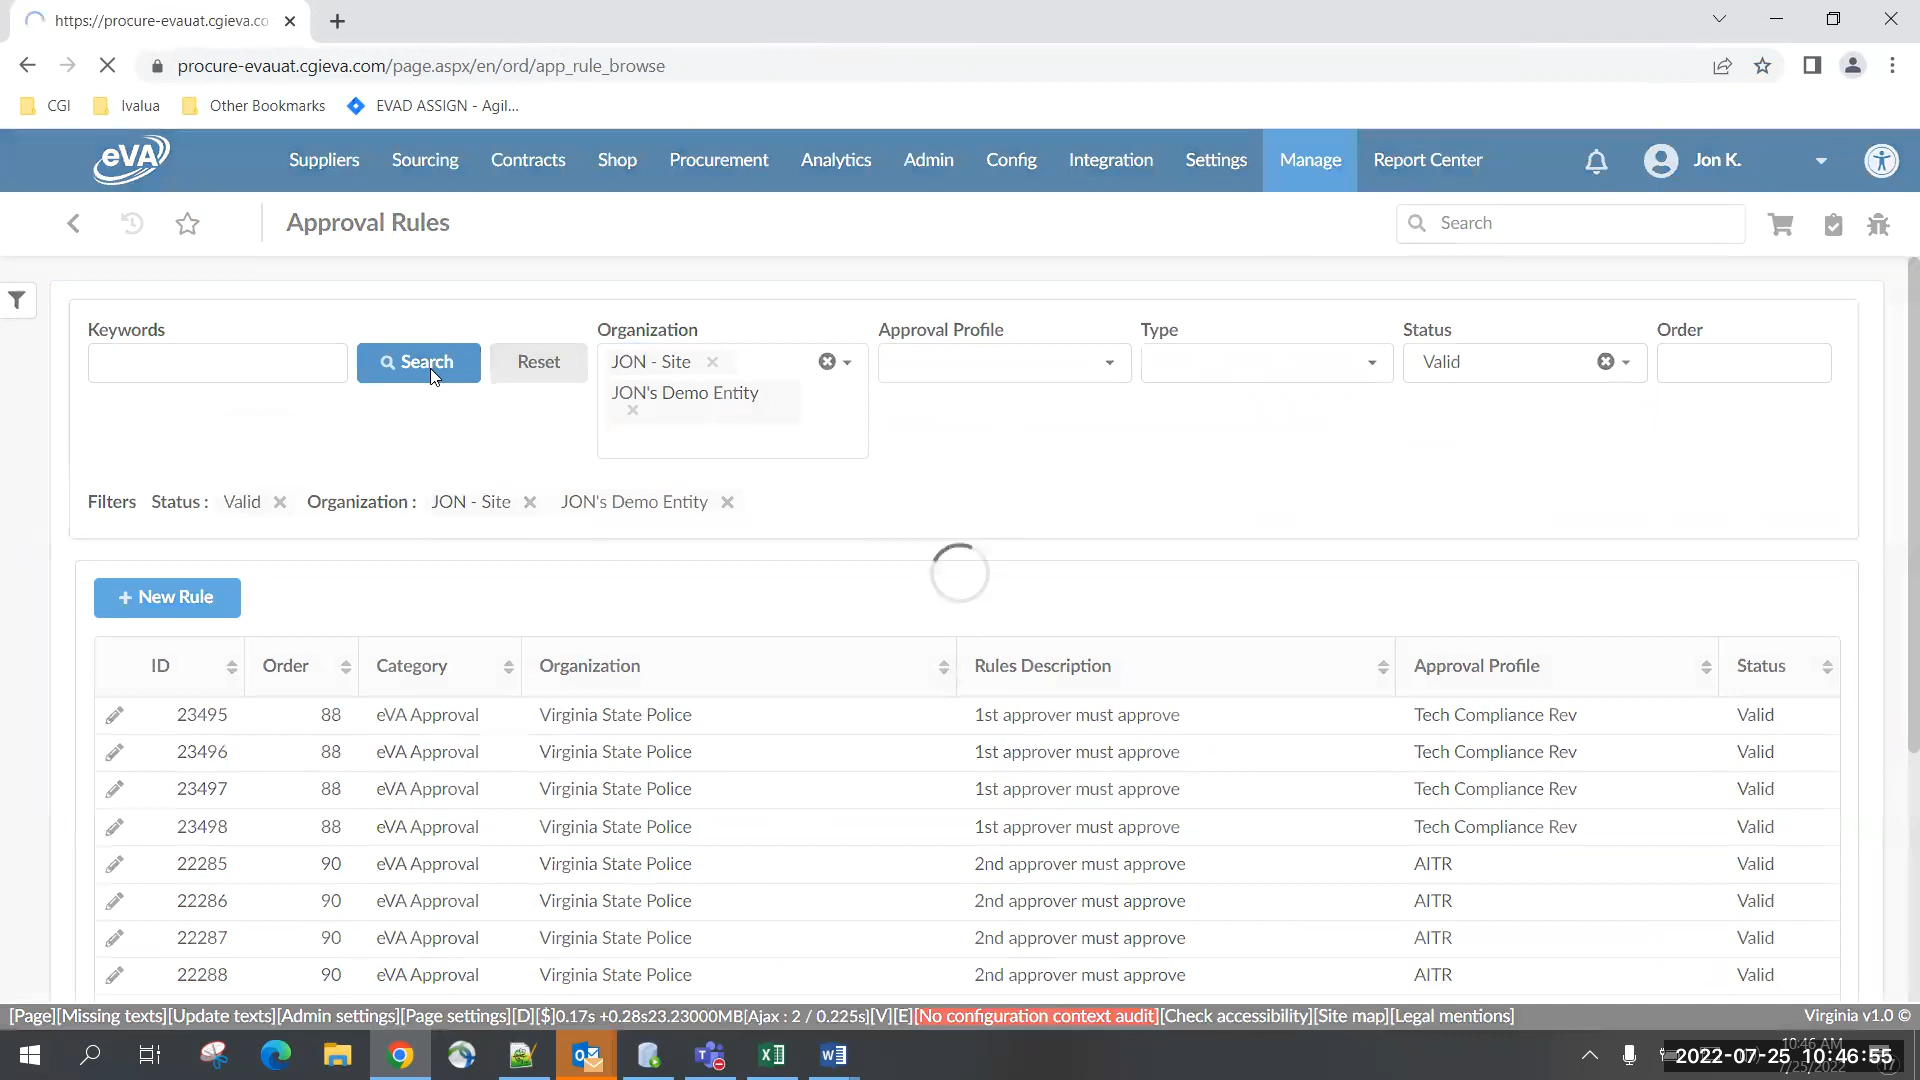 https://procure-evauat.cgieva.co
procure-evauat.cgieva.com/page.aspx/en/ord/app_rule_browse
CGI Ivalua Other Bookmarks EVAD ASSIGN - Agil...
eVA Suppliers Sourcing Contracts Shop Procurement Analytics Admin Config Integration Settings Manage Report Center Jon K.
Approval Rules Search
Keywords Organization Approval Profile Type Status Order
Search Reset JON - Site Valid
JON's Demo Entity
Filters Status : Valid Organization : JON - Site JON's Demo Entity
+ New Rule
ID Order Category Organization Rules Description Approval Profile Status
23495 88 eVA Approval Virginia State Police 1st approver must approve Tech Compliance Rev Valid
23496 88 eVA Approval Virginia State Police 1st approver must approve Tech Compliance Rev Valid
23497 88 eVA Approval Virginia State Police 1st approver must approve Tech Compliance Rev Valid
23498 88 eVA Approval Virginia State Police 1st approver must approve Tech Compliance Rev Valid
22285 90 eVA Approval Virginia State Police 2nd approver must approve AITR Valid
22286 90 eVA Approval Virginia State Police 2nd approver must approve AITR Valid
22287 90 eVA Approval Virginia State Police 2nd approver must approve AITR Valid
22288 90 eVA Approval Virginia State Police 2nd approver must approve AITR Valid
[Page][Missing texts][Update texts][Admin settings][Page settings][D][$]0.17s +0.28s23.23000MB[Ajax : 2 / 0.225s][V][E][No configuration context audit][Check accessibility][Site map][Legal mentions] Virginia v1.0 ©
10:46 AM
2022-07-25 10:46:55
7/25/2022